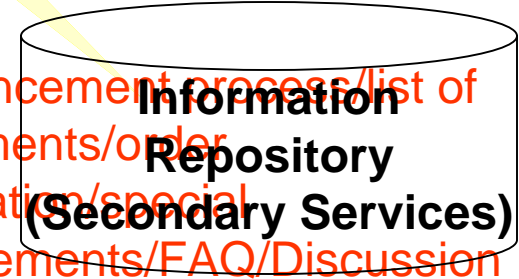 ncement process/list of
nents/order
ation/special
ements/FAQ/Discussion
Information
Repository
(Secondary Services)